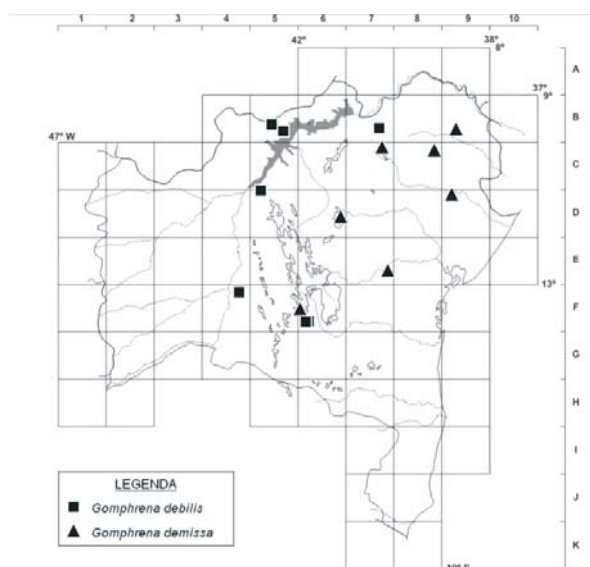 1 2 3 4 5 6 7 8 9 10
42° 38°
8°
A
37°
9°
B
47° W
C
D
E
13°
F
G
H
I
LEGENDA
Gomphrena debilis
J
Gomphrena demissa
K